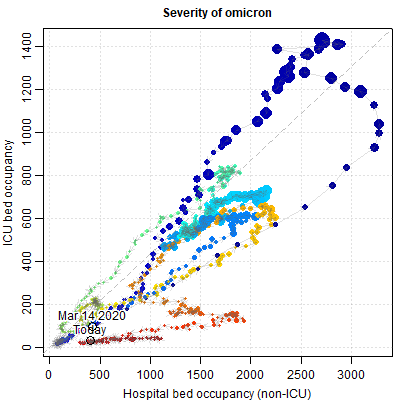 Severity of omicron
ICU bed occupancy
1400
1200
1000
800
600
400
200
0
Mar 14 2020
Today
0 500 1000 1500 2000 2500 3000
Hospital bed occupancy (non-ICU)